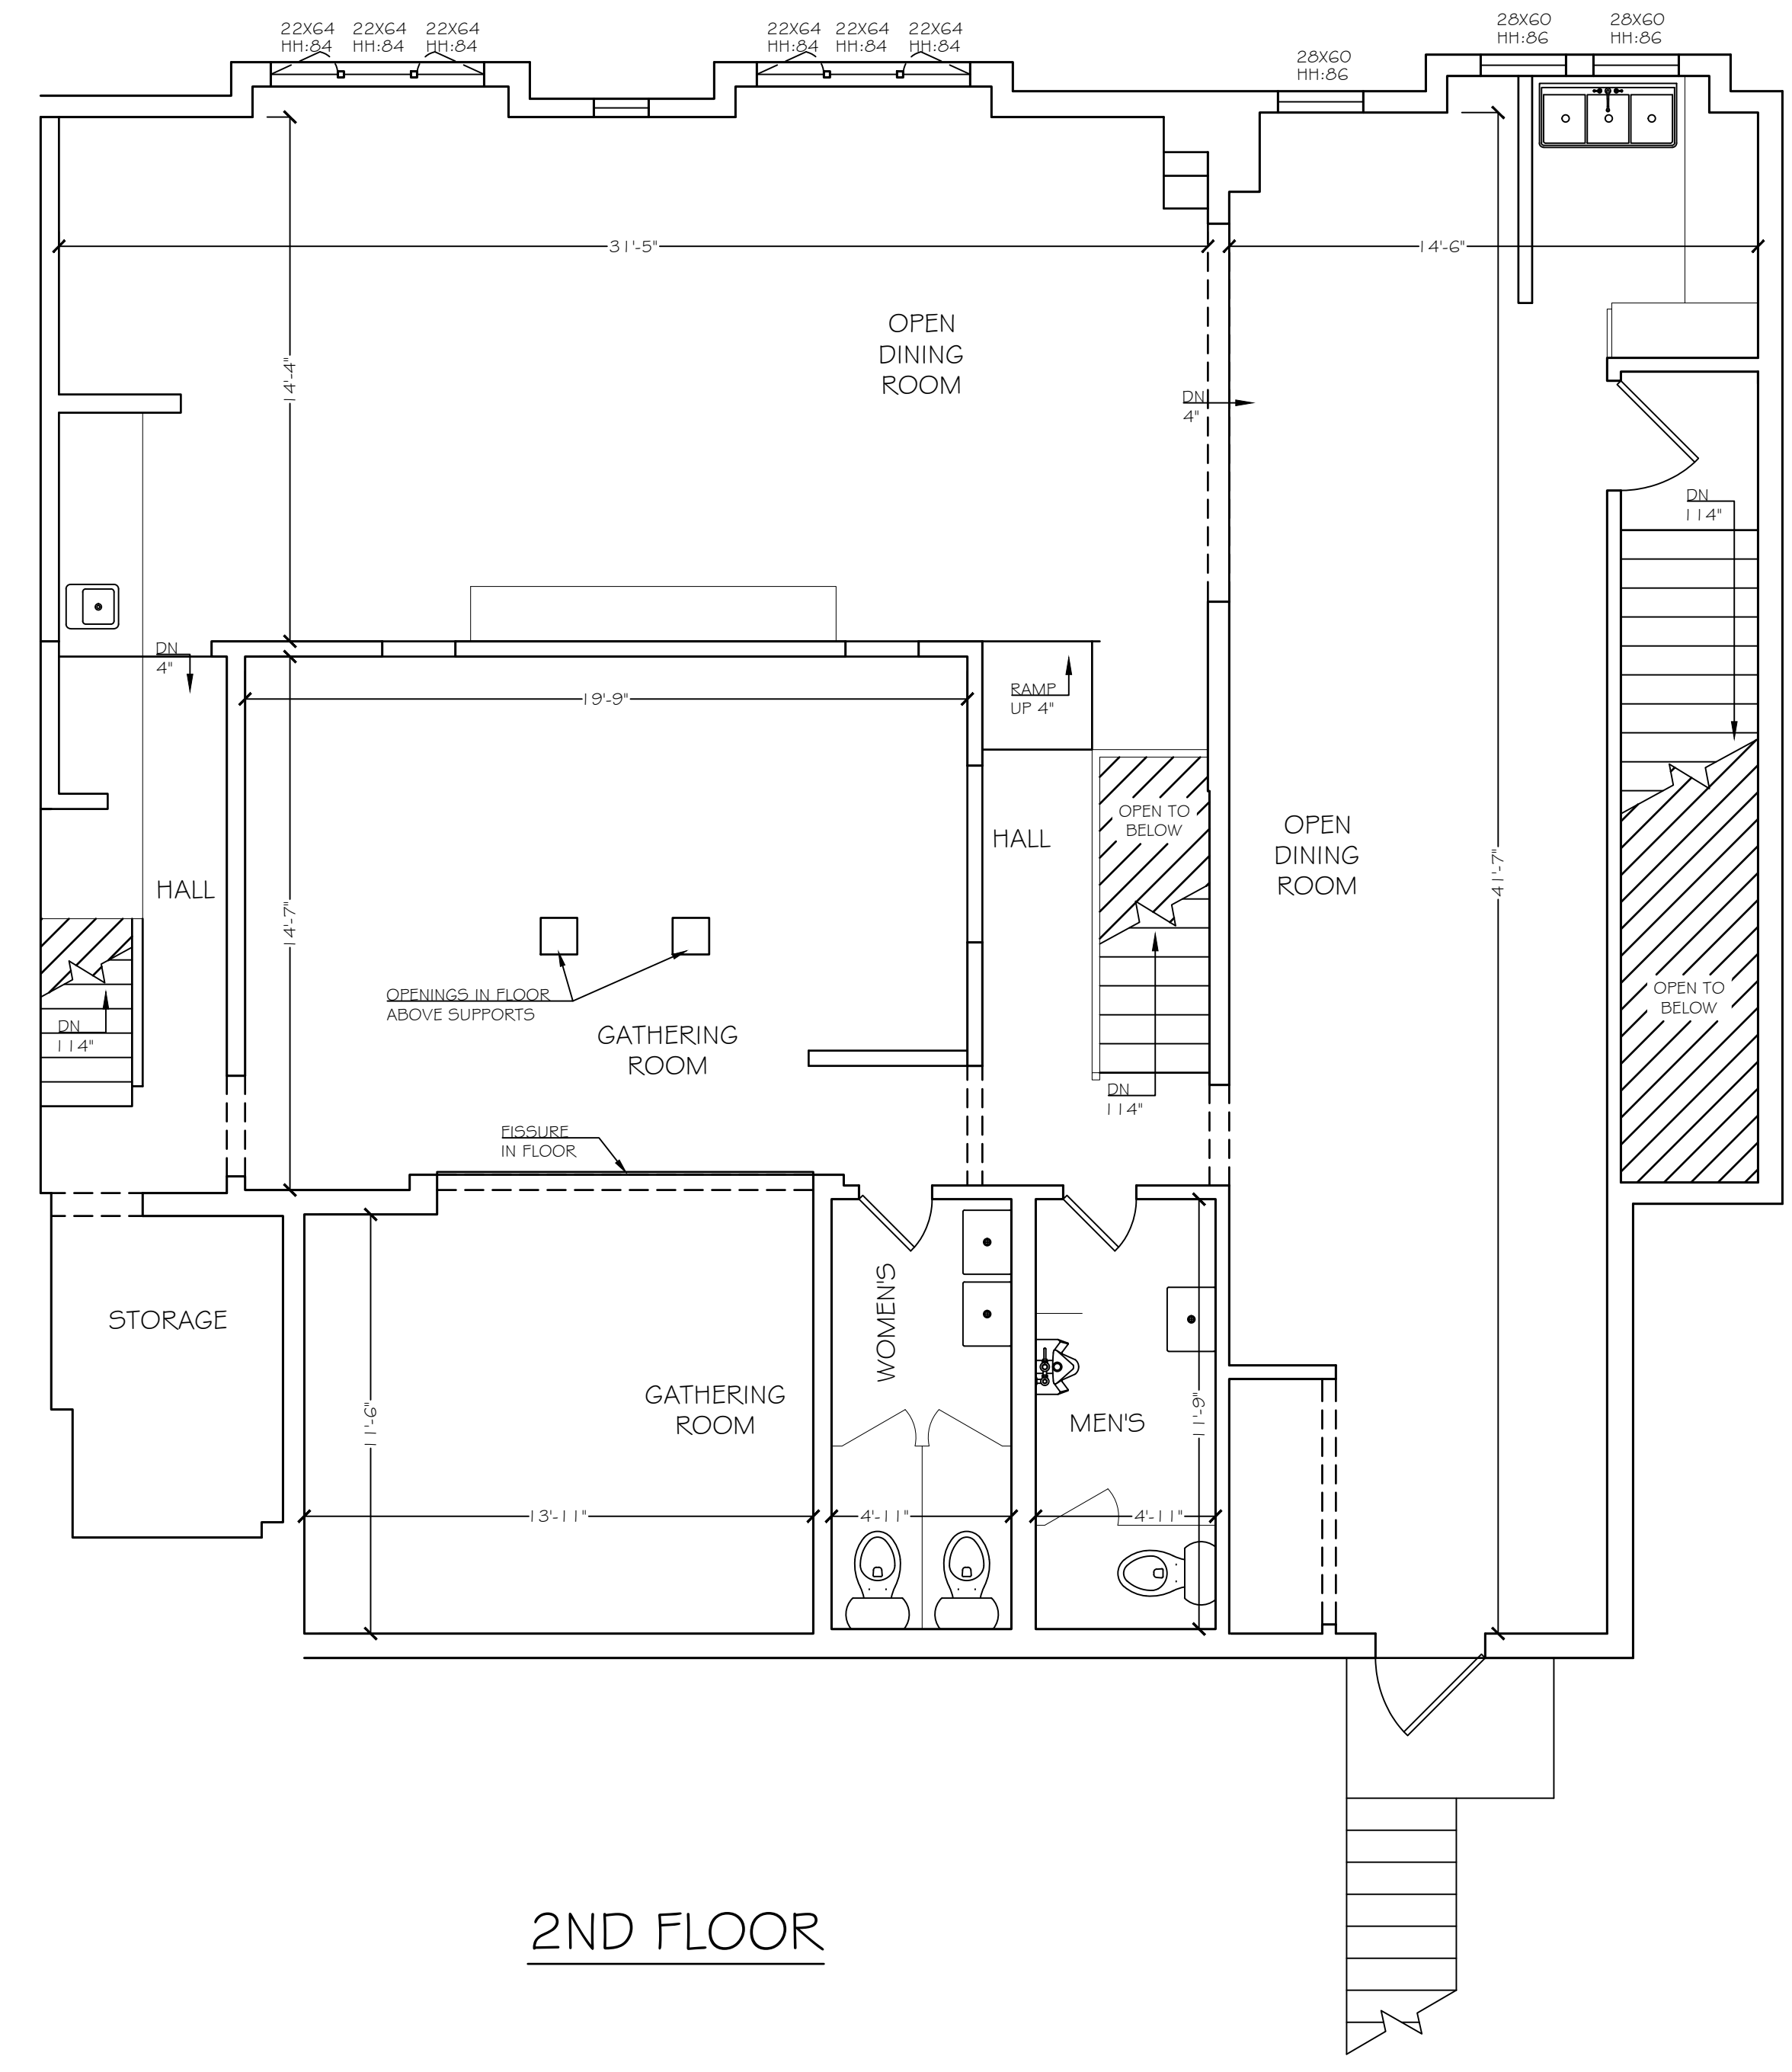 22X64 22X64 22X64
HH:84 HH:84 HH:84
22X64 22X64 22X64
HH:84 HH:84 HH:84
28X60
HH:86
28X60
HH:86
28X60
HH:86
31'-5"
14'-6"
OPEN
DINING
ROOM
14'-4"
DN
4"
DN
114"
DN
4"
19'-9"
RAMP
UP 4"
OPEN TO
BELOW
HALL
OPEN
DINING
ROOM
41'-7"
HALL
14'-7"
OPENINGS IN FLOOR
ABOVE SUPPORTS
GATHERING
ROOM
OPEN TO
BELOW
DN
114"
DN
114"
FISSURE
IN FLOOR
STORAGE
WOMEN'S
GATHERING
ROOM
11'-6"
MEN'S
11'-9"
13'-11"
4'-11"
4'-11"
2ND FLOOR